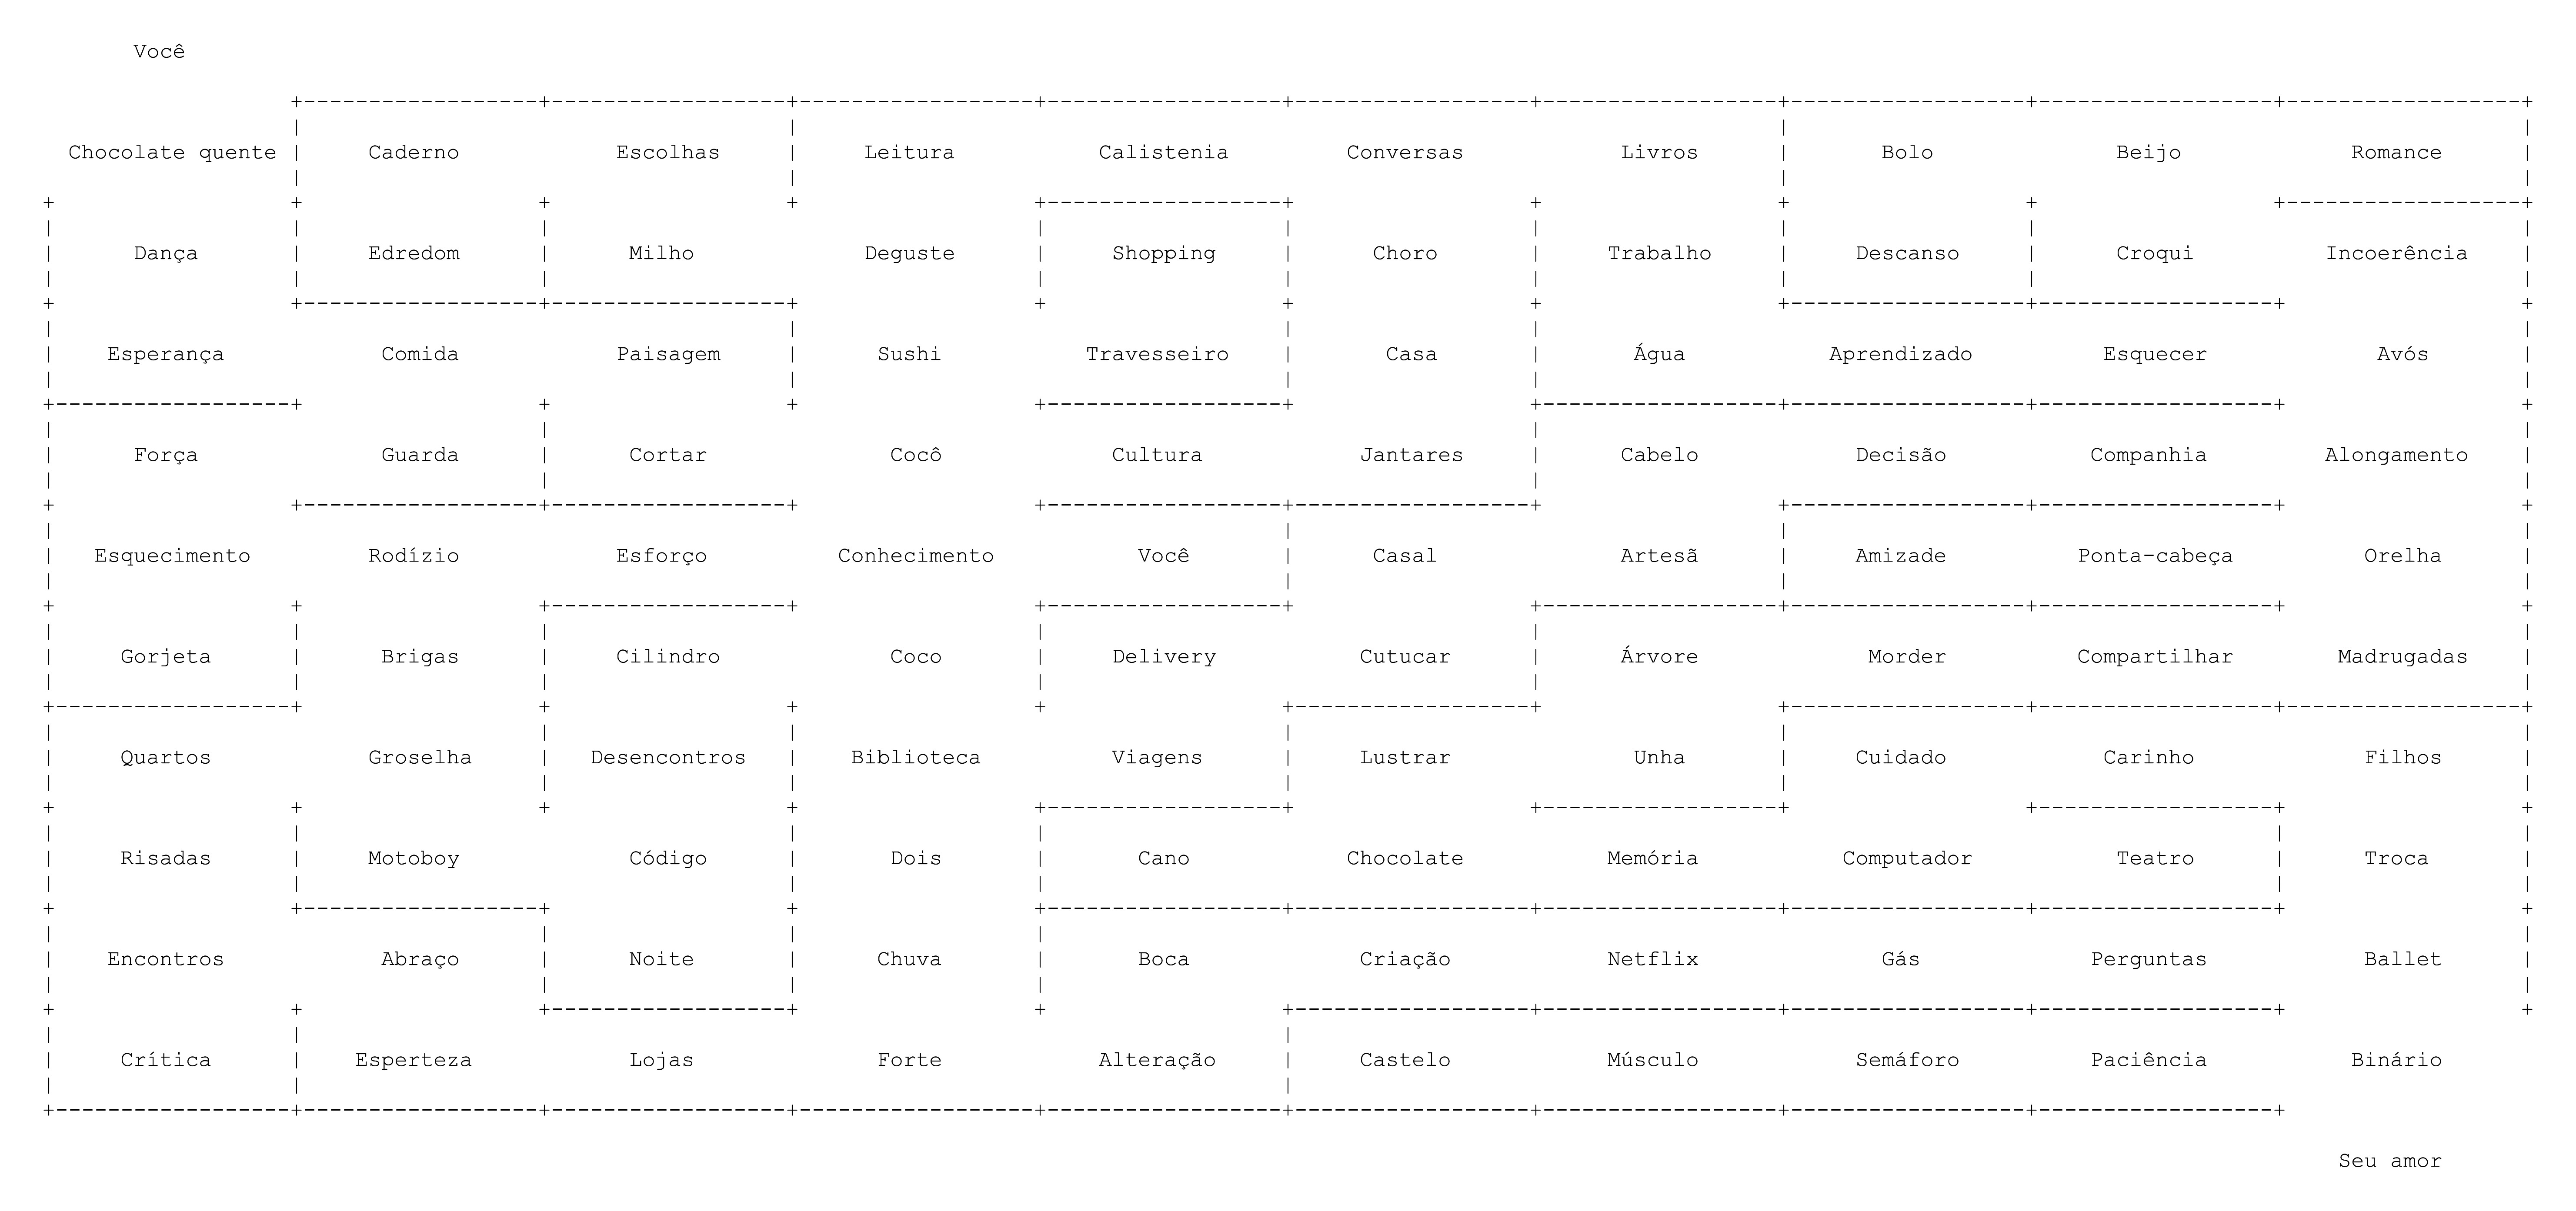 Você
Chocolate quente Caderno Escolhas Leitura Calistenia Conversas Livros Bolo Beijo Romance
Dança Edredom Milho Deguste Shopping Choro Trabalho Descanso Croqui Incoerência
Esperança Comida Paisagem Sushi Travesseiro Casa Água Aprendizado Esquecer Avós
Força Guarda Cortar Cocô Cultura Jantares Cabelo Decisão Companhia Alongamento
Esquecimento Rodízio Esforço Conhecimento Você Casal Artesã Amizade Ponta-cabeça Orelha
Gorjeta Brigas Cilindro Coco Delivery Cutucar Árvore Morder Compartilhar Madrugadas
Quartos Groselha Desencontros Biblioteca Viagens Lustrar Unha Cuidado Carinho Filhos
Risadas Motoboy Código Dois Cano Chocolate Memória Computador Teatro Troca
Encontros Abraço Noite Chuva Boca Criação Netflix Gás Perguntas Ballet
Crítica Esperteza Lojas Forte Alteração Castelo Músculo Semáforo Paciência Binário
Seu amor